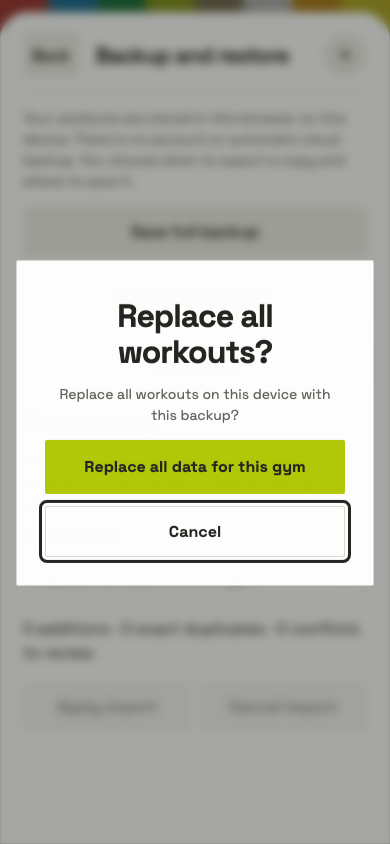 Back
Backup and restore
Your workouts are stored in this browser on this
device. There is no account or automatic cloud
backup. You choose when to export a copy and
where to save it.
Save full backup
Replace all
workouts?
Replace all workouts on this device with
this backup?
Replace all data for this gym
Cancel
0 additions · 0 exact duplicates · 0 conflicts
to review
Apply import
Cancel import